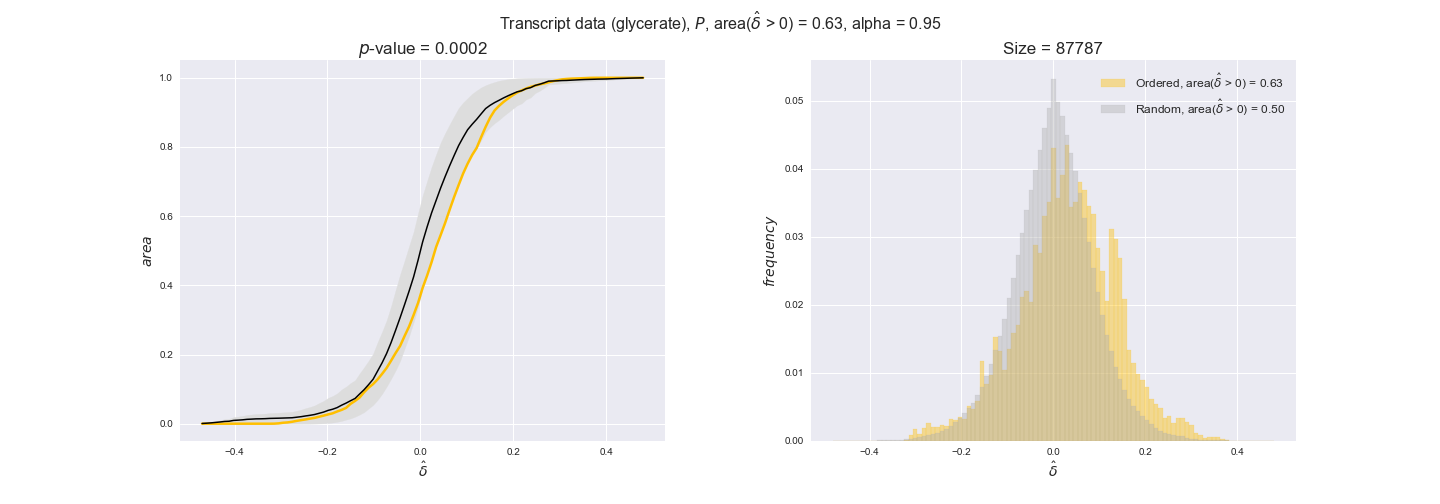 Transcript data (glycerate), P, area(δ̂ > 0) = 0.63, alpha = 0.95
p-value = 0.0002
1.0
0.8
0.6
0.4
0.2
0.0
area
−0.4 −0.2 0.0 0.2 0.4
δ̂
Size = 87787
Ordered, area(δ̂ > 0) = 0.63
Random, area(δ̂ > 0) = 0.50
0.05
0.04
0.03
0.02
0.01
0.00
frequency
−0.4 −0.2 0.0 0.2 0.4
δ̂